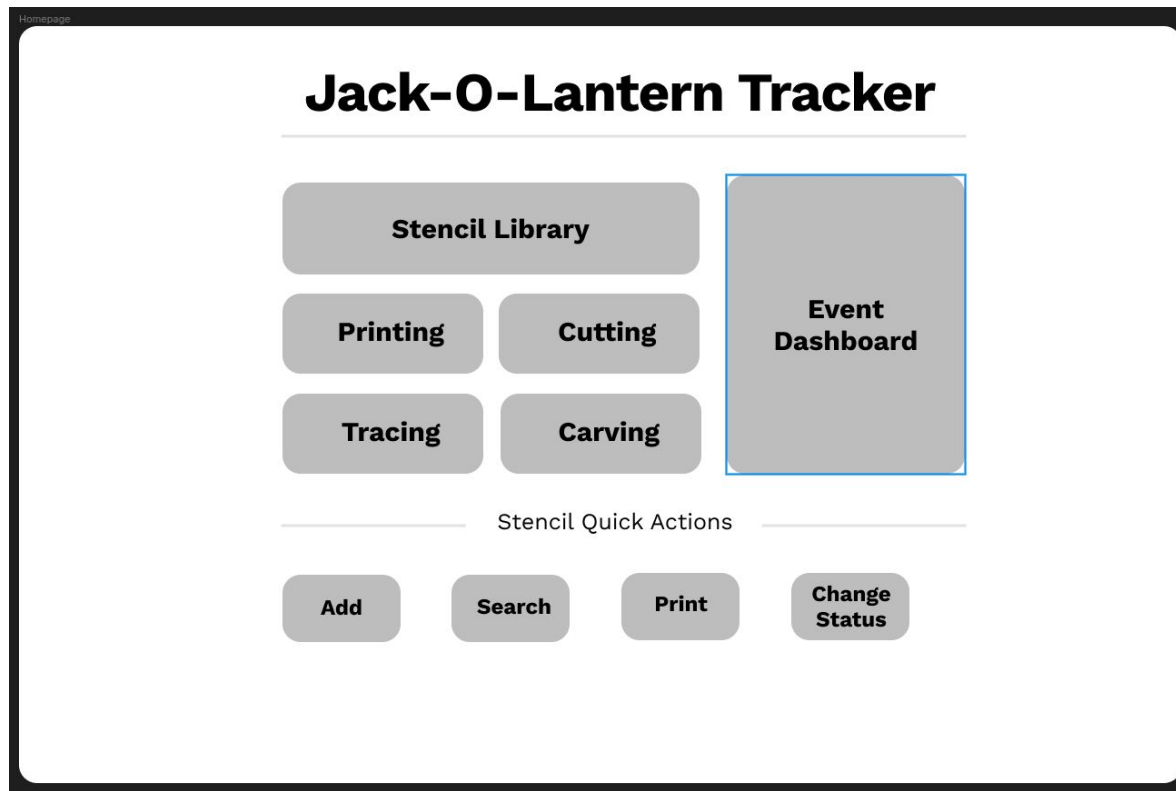 Homepage
Jack-O-Lantern Tracker
Stencil Library
Printing
Cutting
Tracing
Carving
Event
Dashboard
Stencil Quick Actions
Add
Search
Print
Change
Status